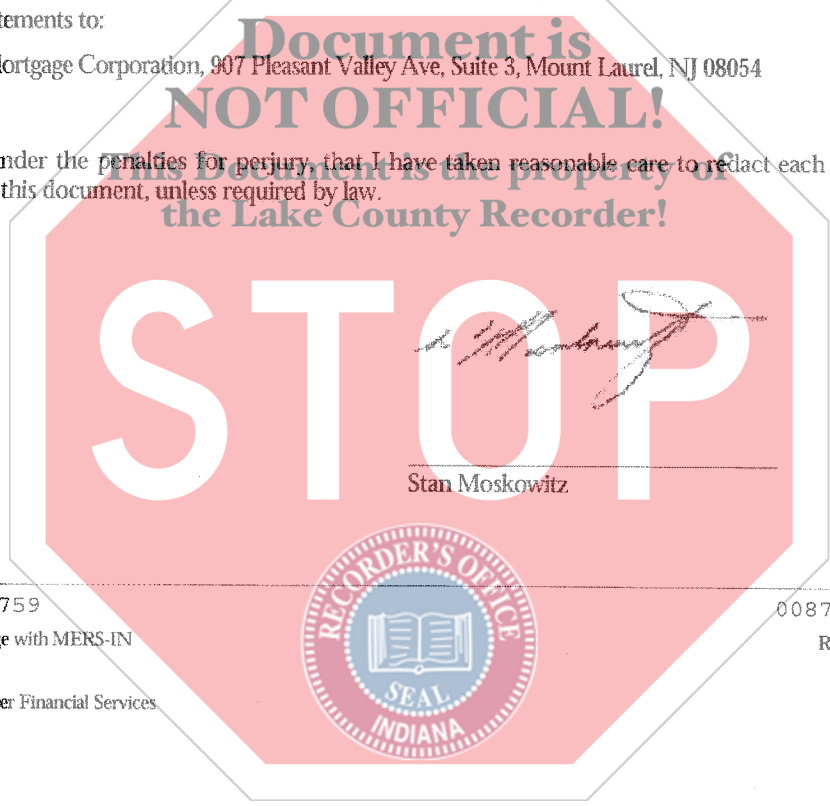 tements to:
Document is
ortgage Corporation, 907 Pleasant Valley Ave, Suite 3, Mount Laurel, NJ 08054
NOT OFFICIAL!
nder the penalties for perjury, that I have taken reasonable care to redact each
This Document is the property of
this document, unless required by law.
the Lake County Recorder!
STOP
Stan Moskowitz
RECORDER'S OFFICE
SEAL
INDIANA
759
0087
e with MERS-IN
R
er Financial Services